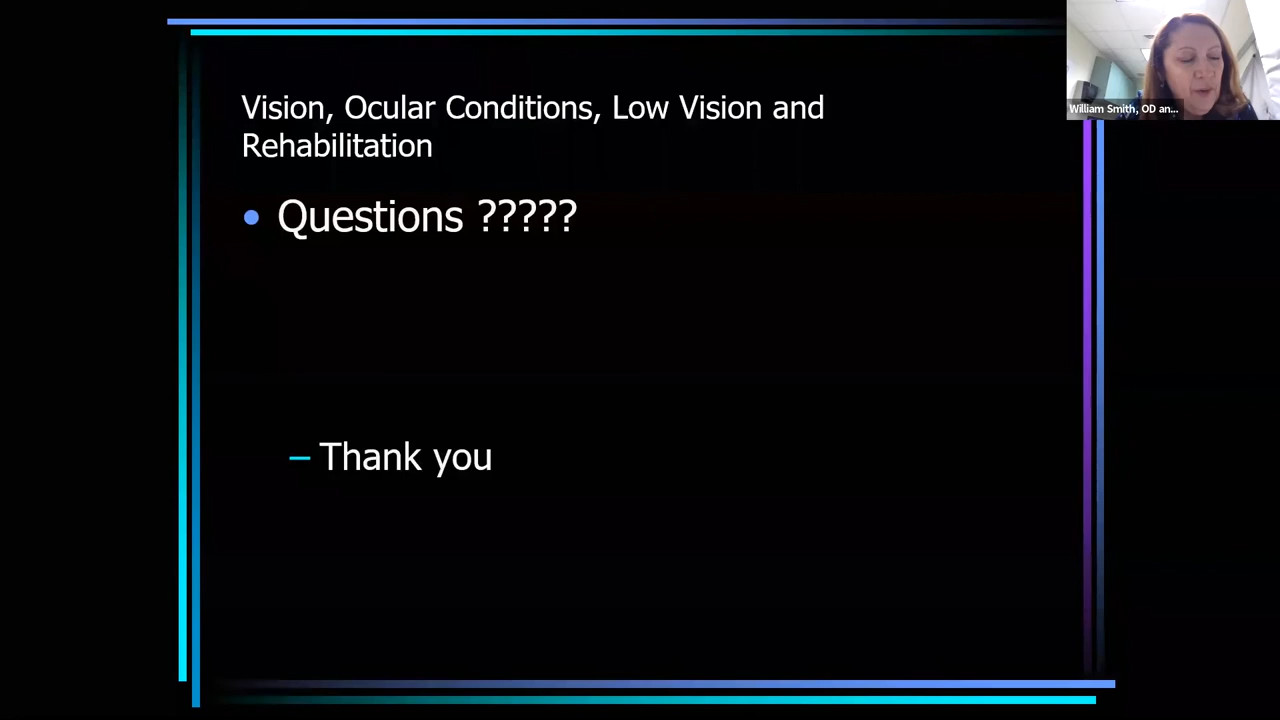 Vision, Ocular Conditions, Low Vision and
Rehabilitation
• Questions ?????
– Thank you
William Smith, OD an...